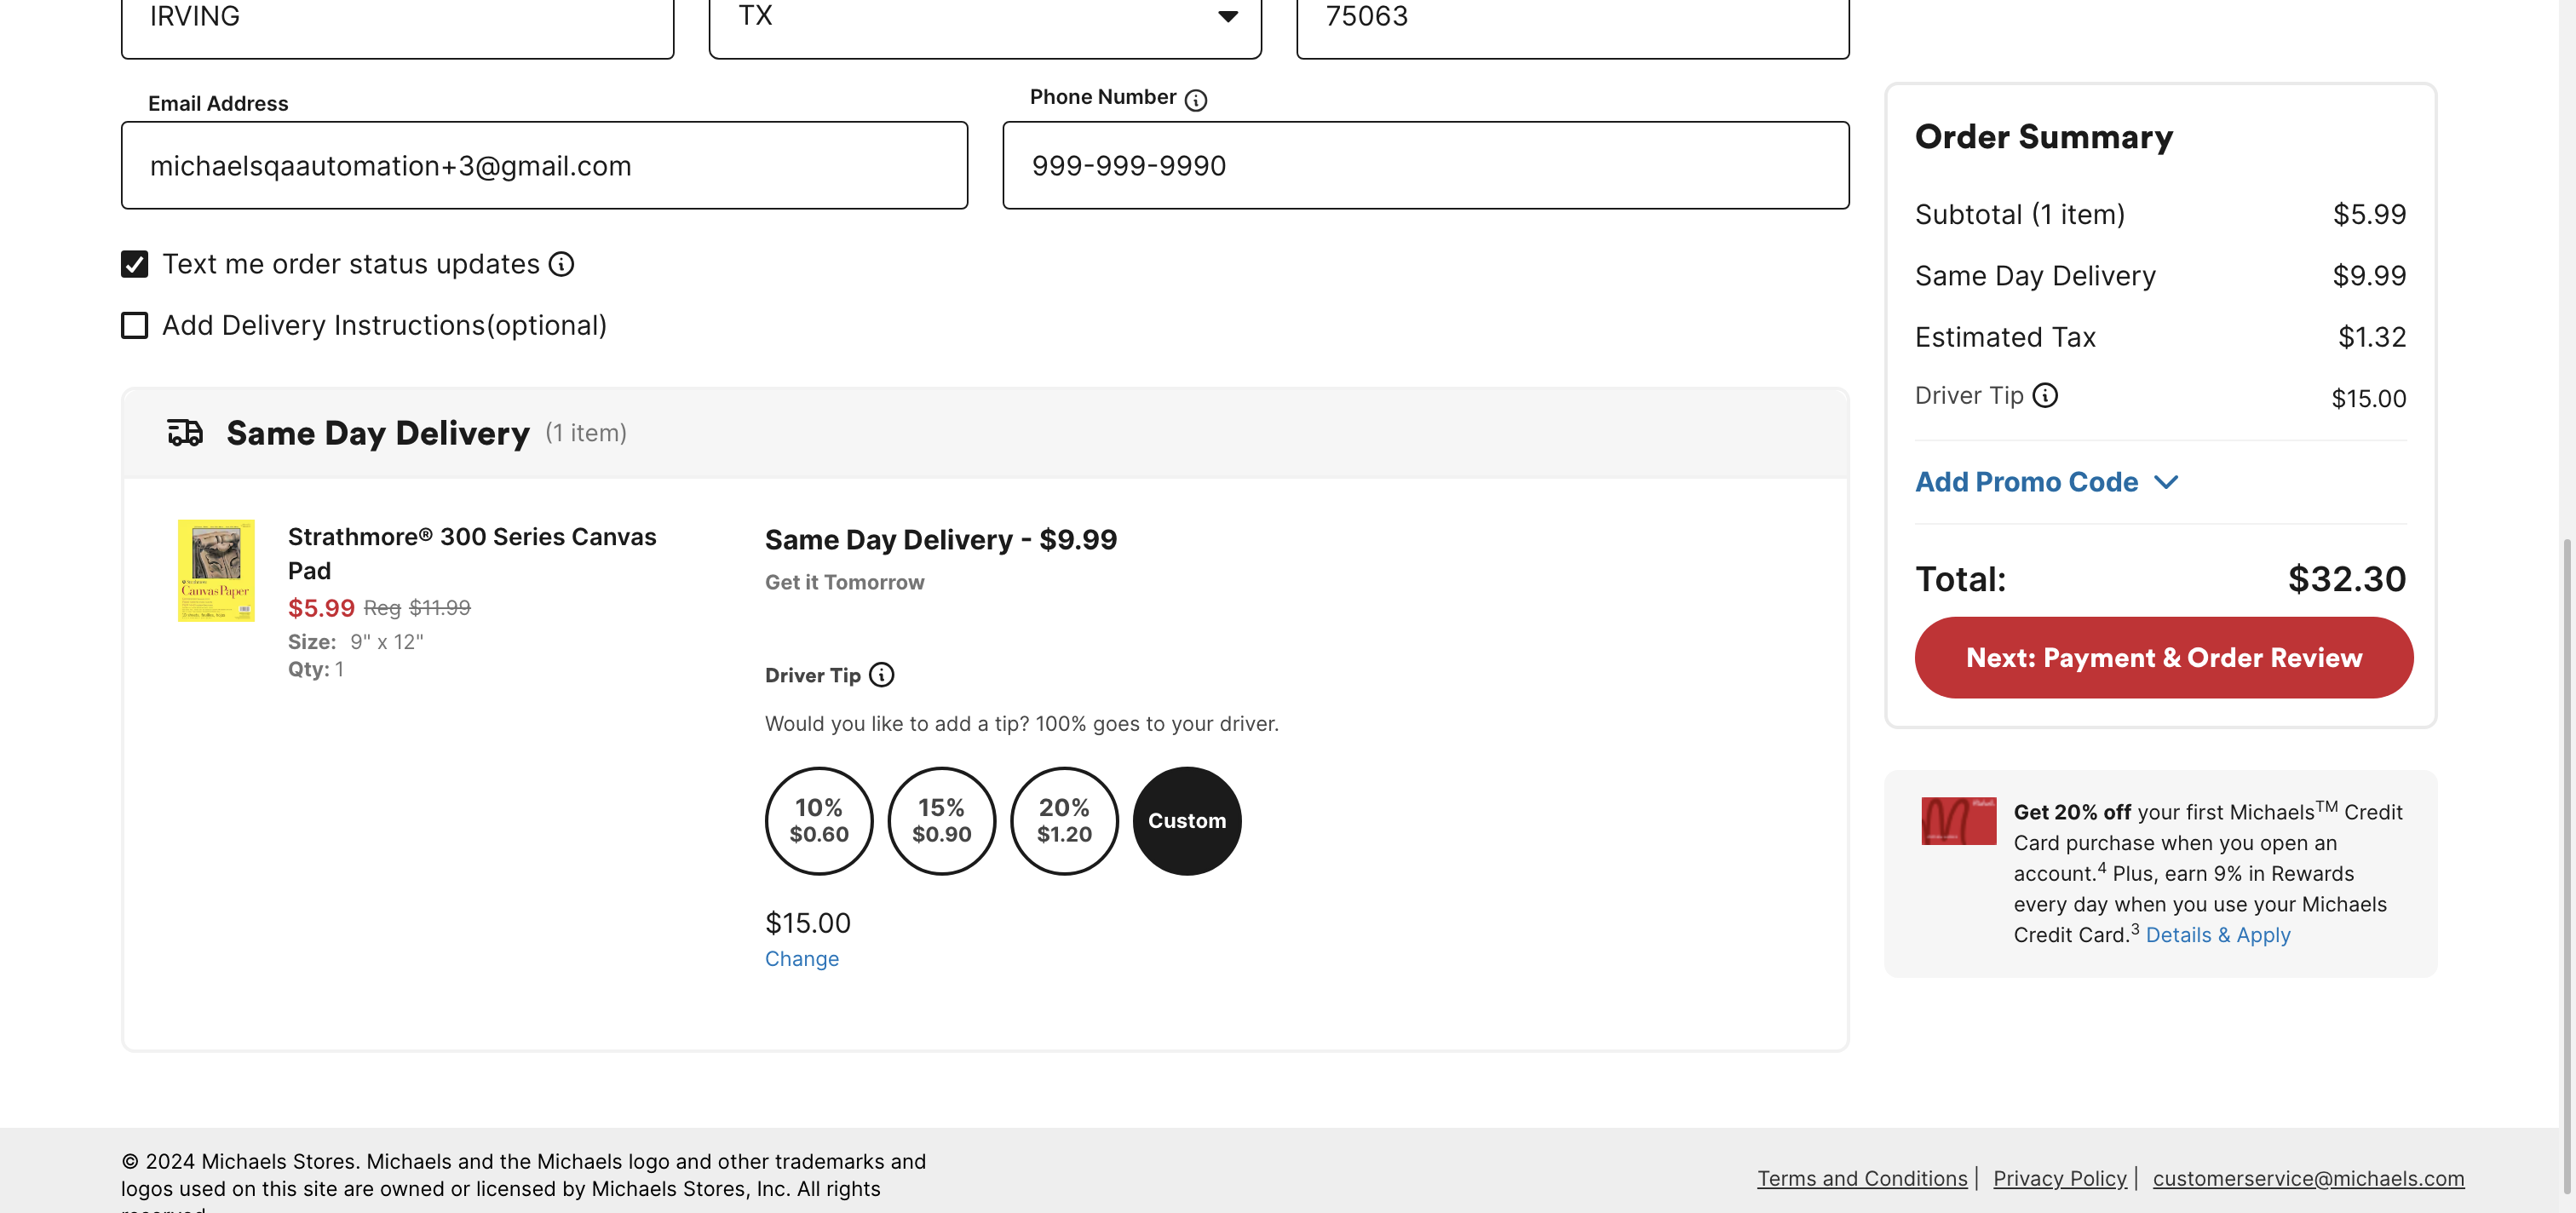 IRVING
TX
75063
Email Address
Phone Number
michaelsqaautomation+3@gmail.com
999-999-9990
Text me order status updates
Add Delivery Instructions(optional)
Same Day Delivery (1 item)
Strathmore® 300 Series Canvas
Pad
$5.99 Reg $11.99
Size: 9" x 12"
Qty: 1
Canvas Paper
Same Day Delivery - $9.99
Get it Tomorrow
Driver Tip
Would you like to add a tip? 100% goes to your driver.
10%
$0.60
15%
$0.90
20%
$1.20
Custom
$15.00
Change
Order Summary
Subtotal (1 item) $5.99
Same Day Delivery $9.99
Estimated Tax $1.32
Driver Tip $15.00
Add Promo Code
Total: $32.30
Next: Payment & Order Review
Get 20% off your first Michaels™ Credit
Card purchase when you open an
account.⁴ Plus, earn 9% in Rewards
every day when you use your Michaels
Credit Card.³ Details & Apply
© 2024 Michaels Stores. Michaels and the Michaels logo and other trademarks and
logos used on this site are owned or licensed by Michaels Stores, Inc. All rights
reserved
Terms and Conditions | Privacy Policy | customerservice@michaels.com